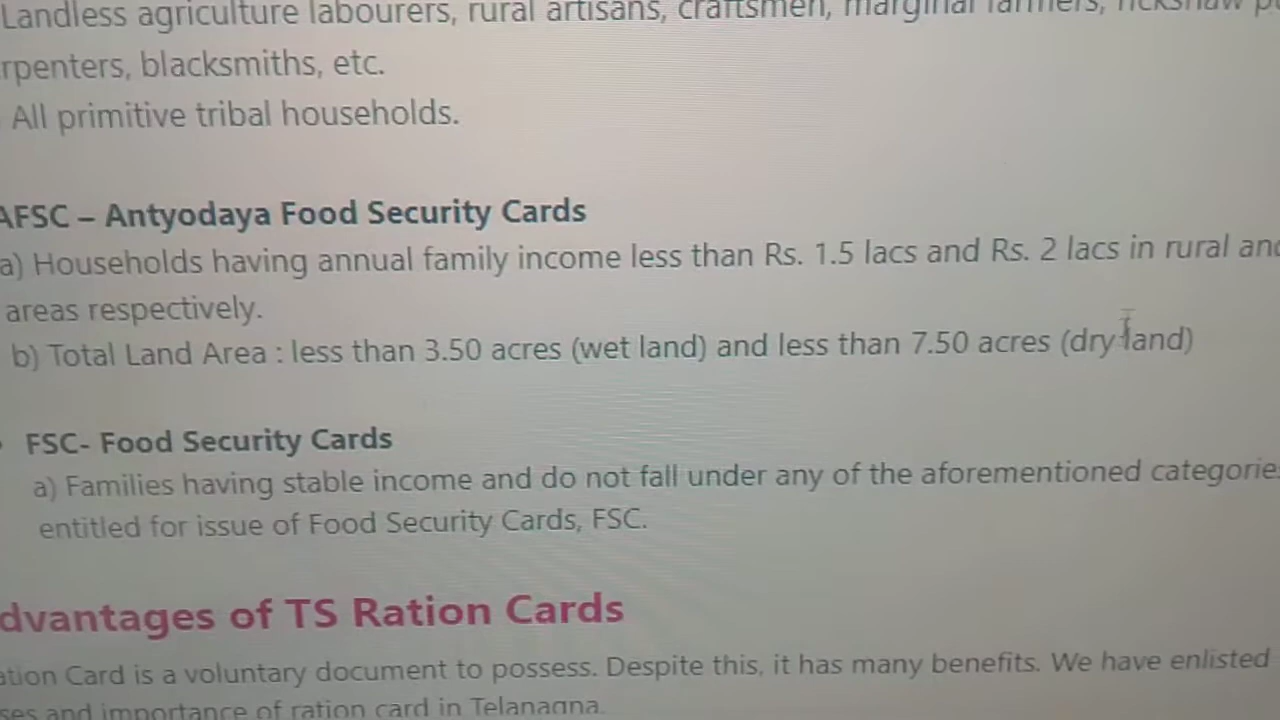 Landless agriculture labourers, rural artisans, craftsmen, marginal farmers, rickshaw
rpenters, blacksmiths, etc.
All primitive tribal households.
AFSC – Antyodaya Food Security Cards
a) Households having annual family income less than Rs. 1.5 lacs and Rs. 2 lacs in rural and
areas respectively.
b) Total Land Area : less than 3.50 acres (wet land) and less than 7.50 acres (dry land)
FSC- Food Security Cards
a) Families having stable income and do not fall under any of the aforementioned categorie
entitled for issue of Food Security Cards, FSC.
dvantages of TS Ration Cards
ation Card is a voluntary document to possess. Despite this, it has many benefits. We have enlisted
ses and importance of ration card in Telanagna.